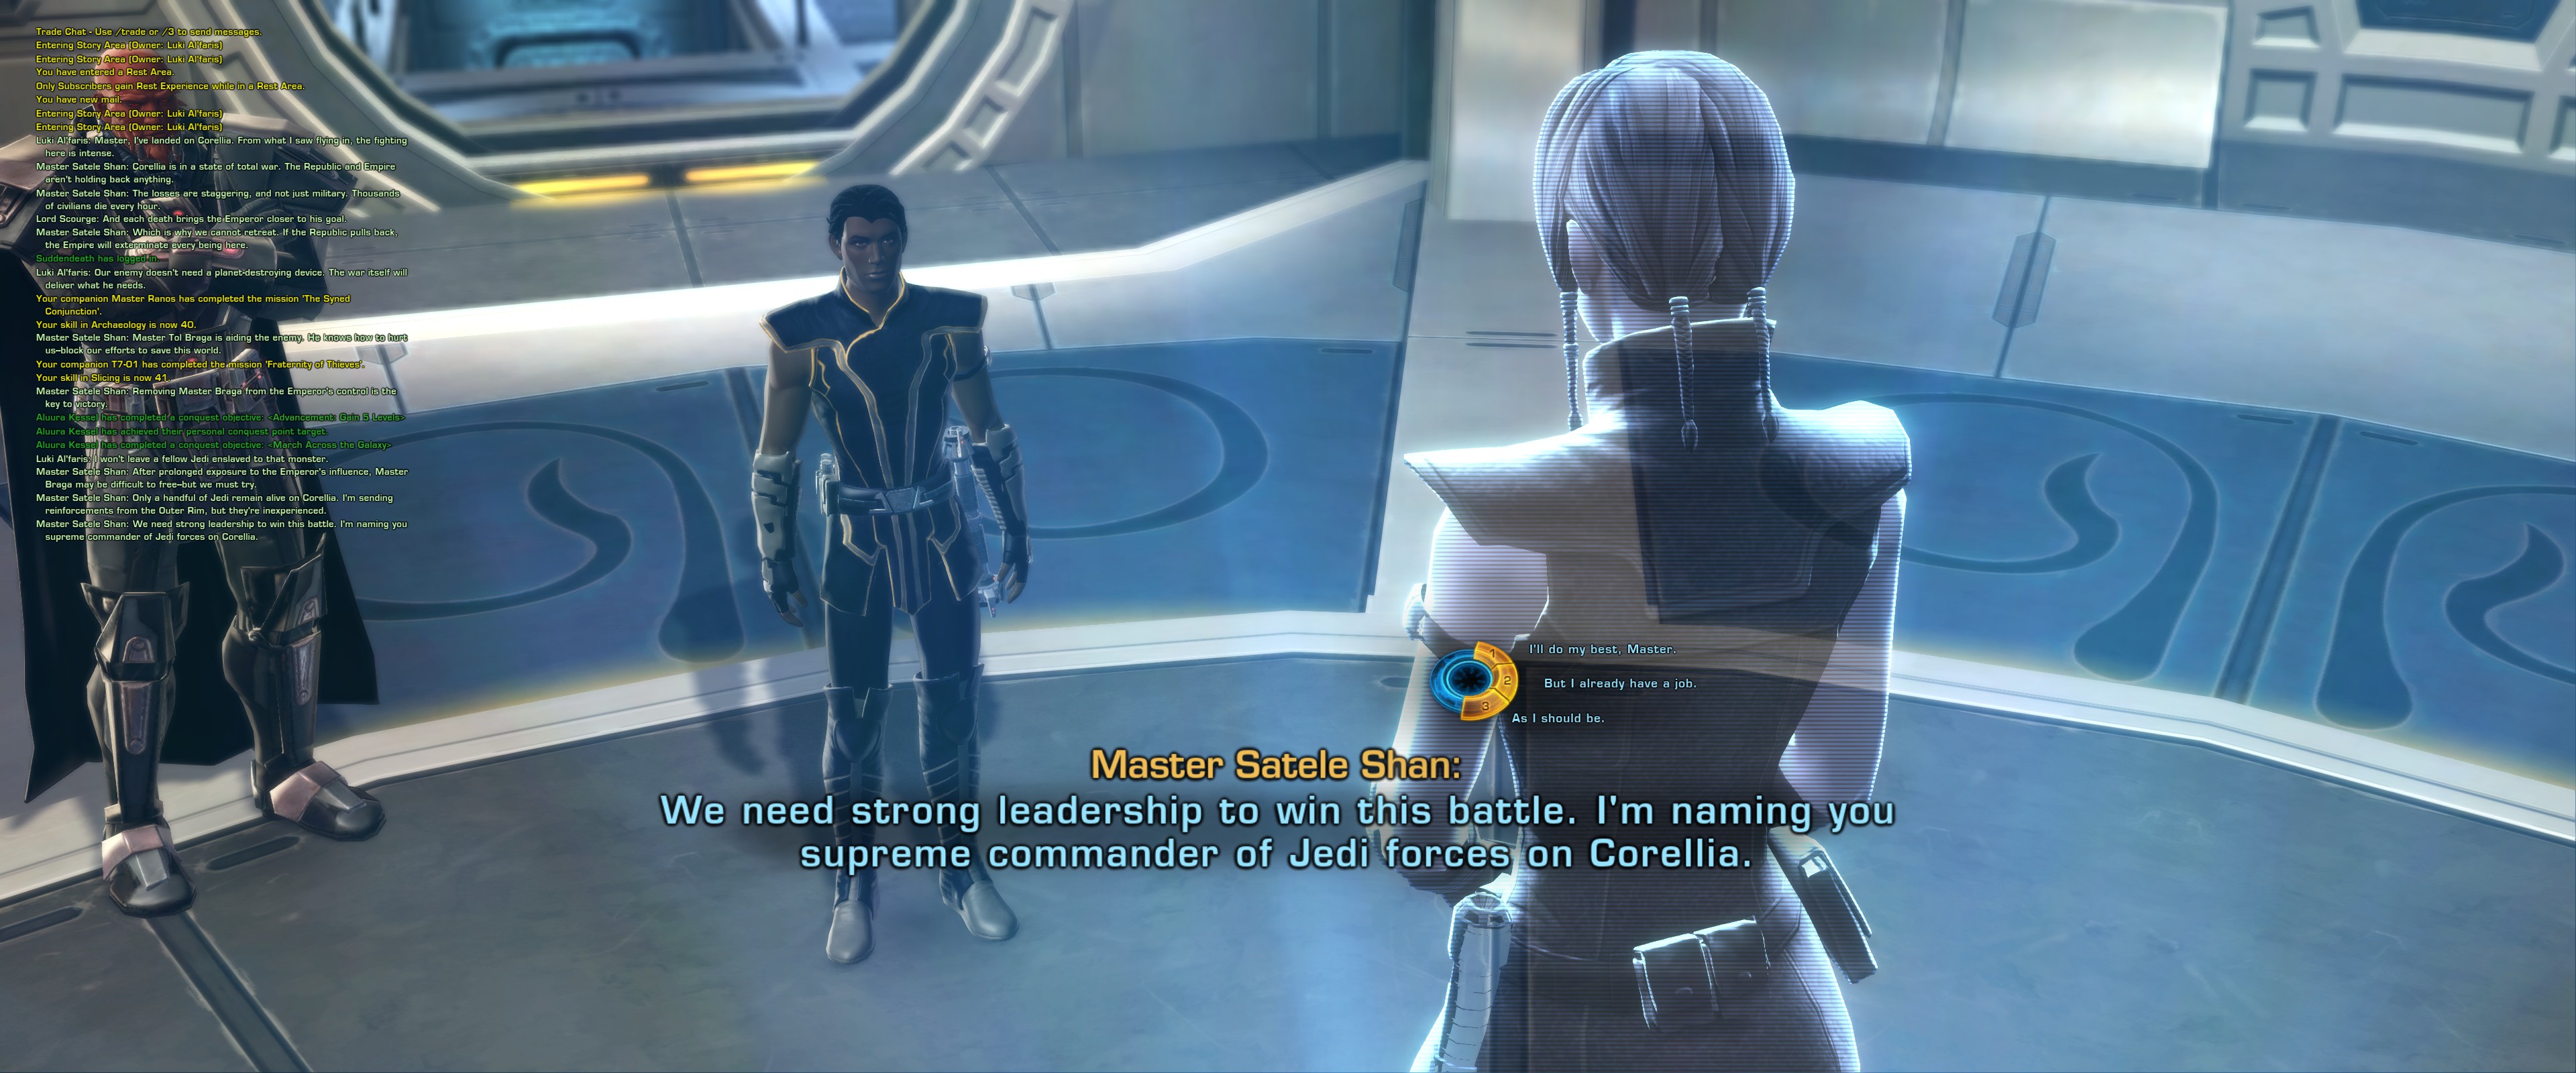 Trade Chat - Use /trade or /3 to send messages.
Entering Story Area (Owner: Luki Al'faris)
Entering Story Area (Owner: Luki Al'faris)
You have entered a Rest Area.
Only Subscribers gain Rest Experience while in a Rest Area.
You have new mail.
Entering Story Area (Owner: Luki Al'faris)
Entering Story Area (Owner: Luki Al'faris)
Luki Al'faris: Master, I've landed on Corellia. From what I saw flying in, the fighting
here is intense.
Master Satele Shan: Corellia is in a state of total war. The Republic and Empire
aren't holding back anything.
Master Satele Shan: The losses are staggering, and not just military. Thousands
of civilians die every hour.
Lord Scourge: And each death brings the Emperor closer to his goal.
Master Satele Shan: Which is why we cannot retreat. If the Republic pulls back,
the Empire will exterminate every being here.
Suddendeath has logged in.
Luki Al'faris: Our enemy doesn't need a planet-destroying device. The war itself will
deliver what he needs.
Your companion Master Ranos has completed the mission 'The Syned
Conjunction'.
Your skill in Archaeology is now 40.
Master Satele Shan: Master Tol Braga is aiding the enemy. He knows how to hurt
us—block our efforts to save this world.
Your companion T7-O1 has completed the mission 'Fraternity of Thieves'.
Your skill in Slicing is now 41.
Master Satele Shan: Removing Master Braga from the Emperor's control is the
key to victory.
Aluura Kessel has completed a conquest objective: <Advancement: Gain 5 Levels>
Aluura Kessel has achieved their personal conquest point target.
Aluura Kessel has completed a conquest objective: <March Across the Galaxy>
Luki Al'faris: I won't leave a fellow Jedi enslaved to that monster.
Master Satele Shan: After prolonged exposure to the Emperor's influence, Master
Braga may be difficult to free—but we must try.
Master Satele Shan: Only a handful of Jedi remain alive on Corellia. I'm sending
reinforcements from the Outer Rim, but they're inexperienced.
Master Satele Shan: We need strong leadership to win this battle. I'm naming you
supreme commander of Jedi forces on Corellia.
1 I'll do my best, Master.
2 But I already have a job.
3 As I should be.
Master Satele Shan:
We need strong leadership to win this battle. I'm naming you
supreme commander of Jedi forces on Corellia.